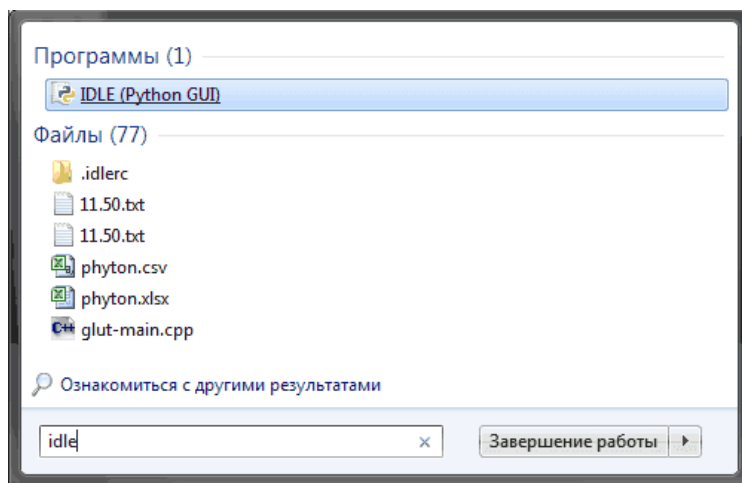 Программы (1)
IDLE (Python GUI)
Файлы (77)
.idlerc
11.50.txt
11.50.txt
phyton.csv
phyton.xlsx
C++ glut-main.cpp
Ознакомиться с другими результатами
idle × Завершение работы